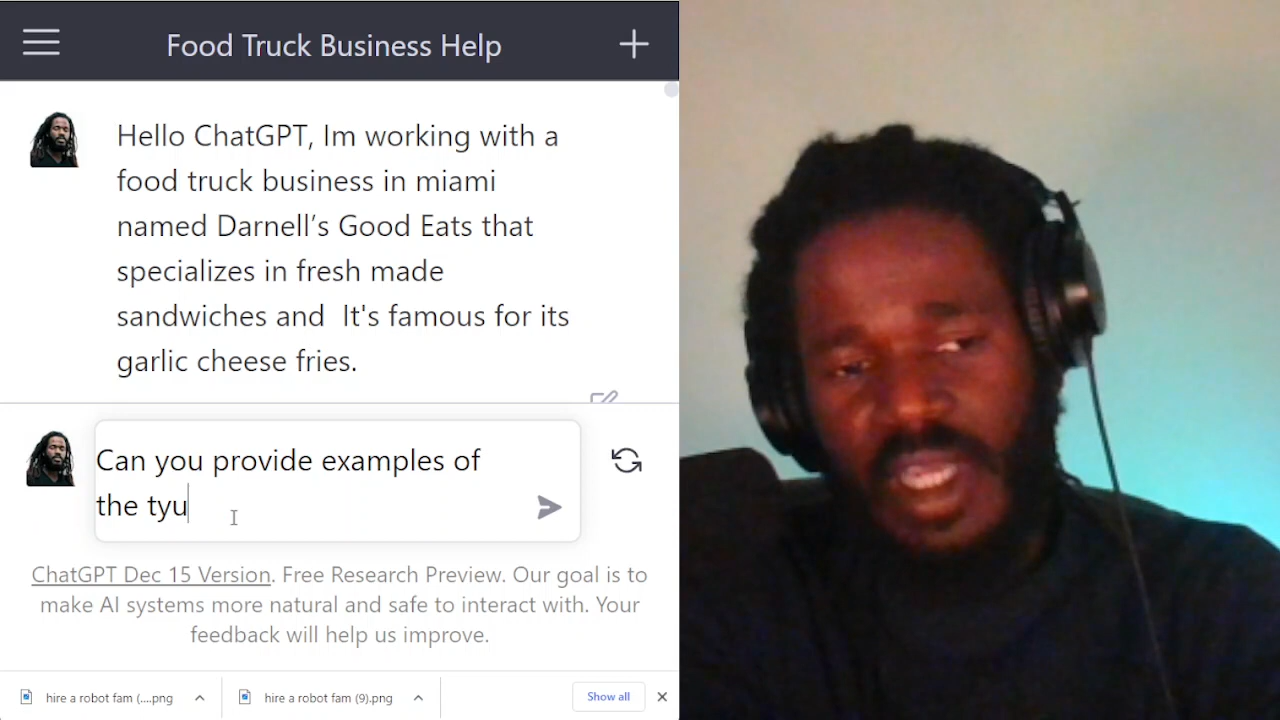 Food Truck Business Help
Hello ChatGPT, Im working with a
food truck business in miami
named Darnell’s Good Eats that
specializes in fresh made
sandwiches and  It's famous for its
garlic cheese fries.
Can you provide examples of
the tyu
ChatGPT Dec 15 Version. Free Research Preview. Our goal is to
make AI systems more natural and safe to interact with. Your
feedback will help us improve.
hire a robot fam (....png
hire a robot fam (9).png
Show all